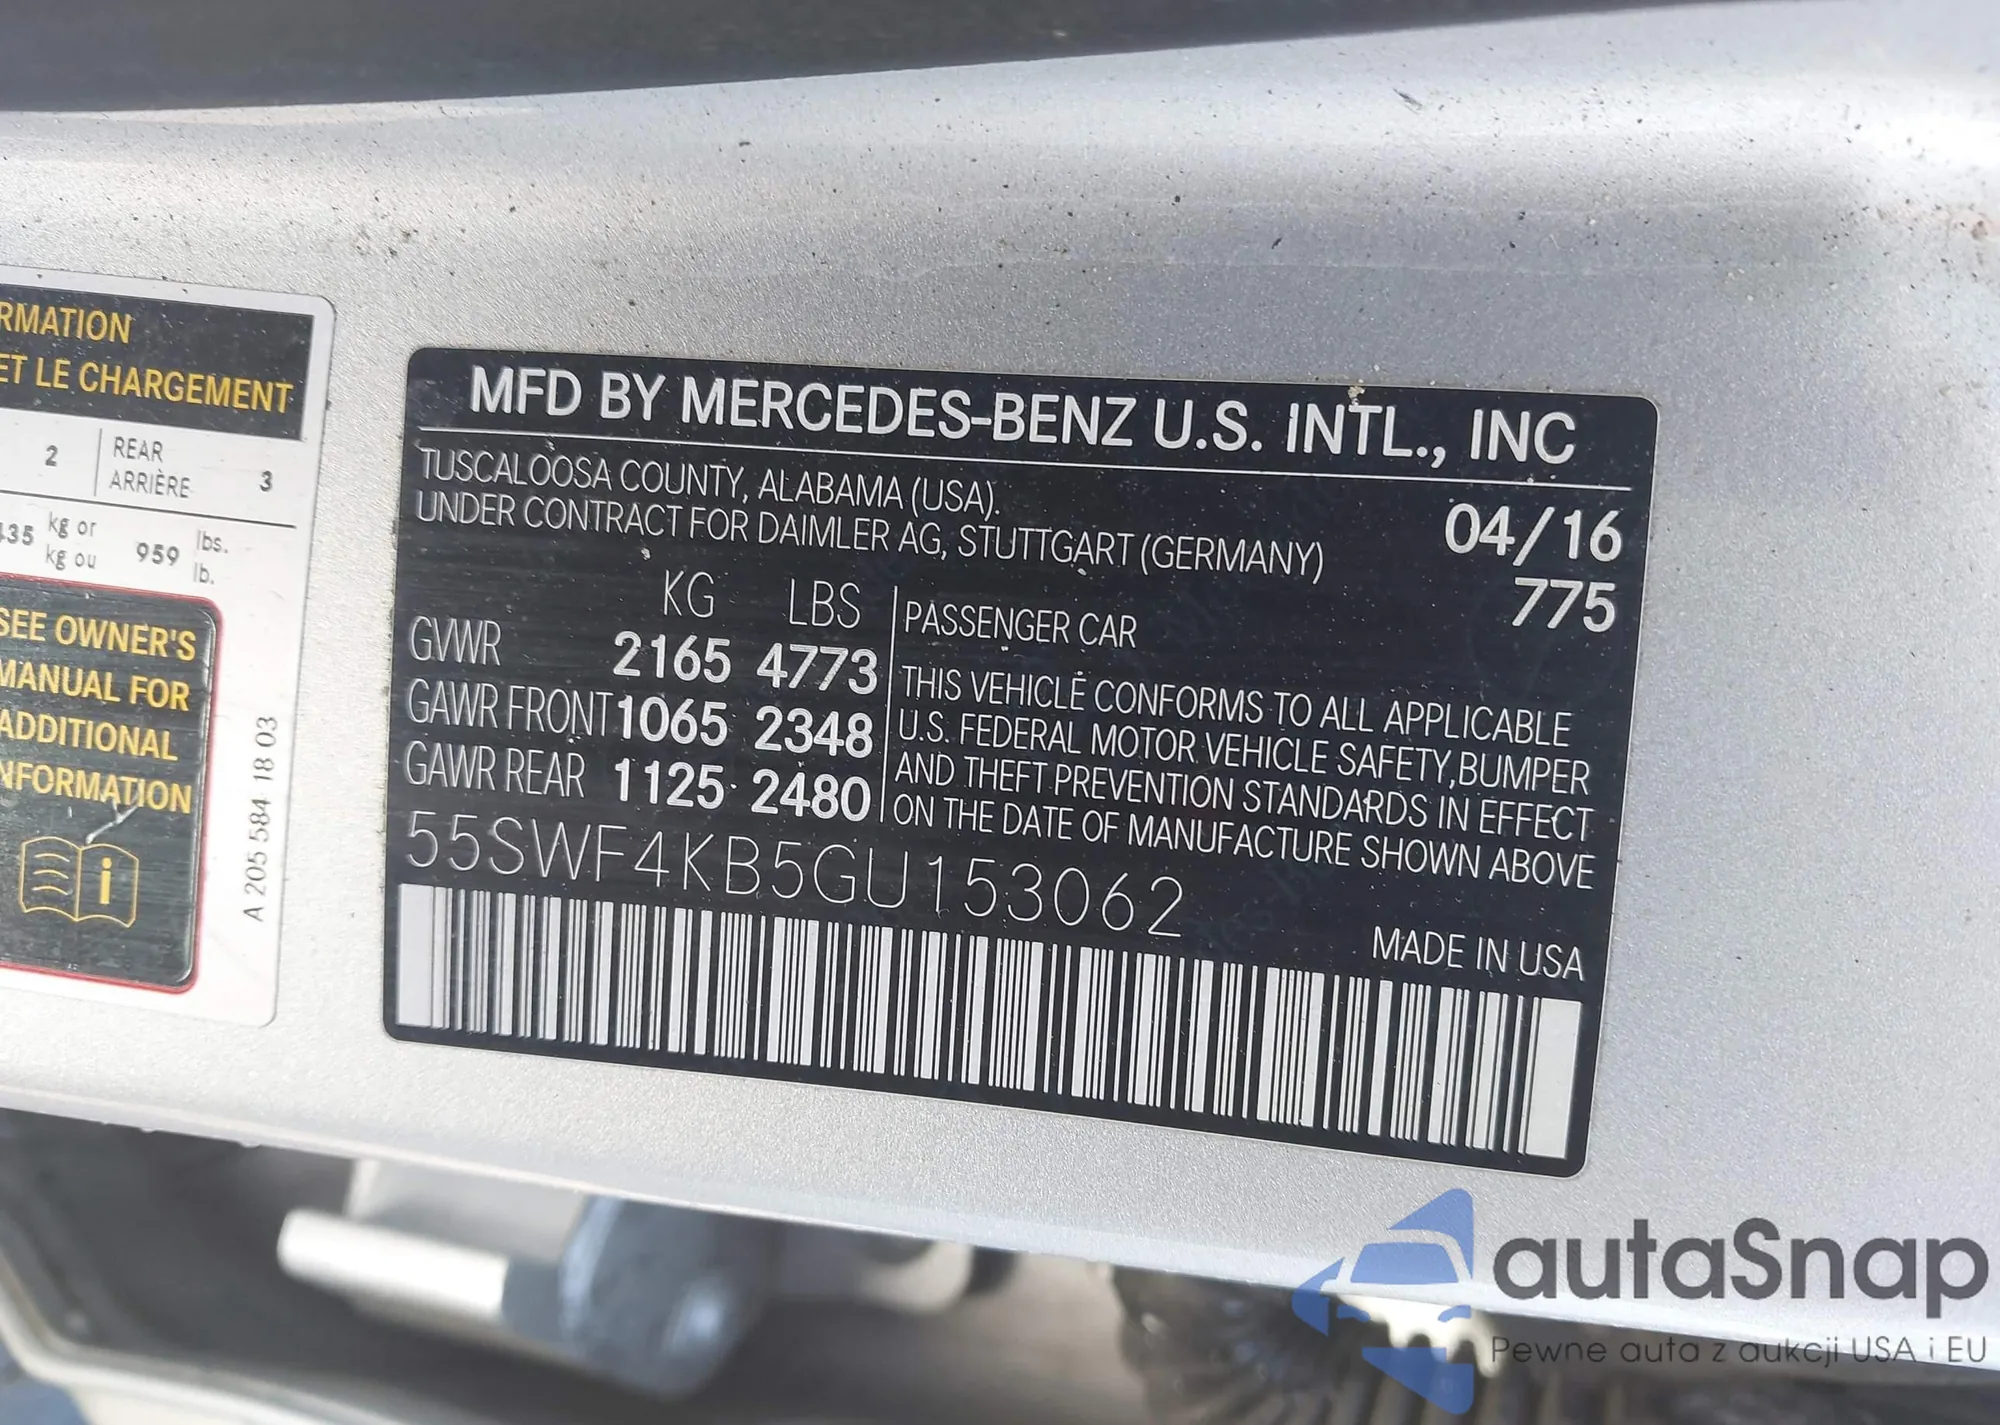 RMATION
ET LE CHARGEMENT
2 REAR 3
ARRIÈRE
435 kg or 959 lbs.
kg ou lb.
SEE OWNER'S
MANUAL FOR
ADDITIONAL
INFORMATION
i
A 205 584 18 03
MFD BY MERCEDES-BENZ U.S. INTL., INC
TUSCALOOSA COUNTY, ALABAMA (USA).
UNDER CONTRACT FOR DAIMLER AG, STUTTGART (GERMANY)
04/16
775
KG LBS
GVWR 2165 4773
GAWR FRONT 1065 2348
GAWR REAR 1125 2480
PASSENGER CAR
THIS VEHICLE CONFORMS TO ALL APPLICABLE
U.S. FEDERAL MOTOR VEHICLE SAFETY, BUMPER
AND THEFT PREVENTION STANDARDS IN EFFECT
ON THE DATE OF MANUFACTURE SHOWN ABOVE
55SWF4KB5GU153062
MADE IN USA
autaSnap
Pewne auta z aukcji USA i EU